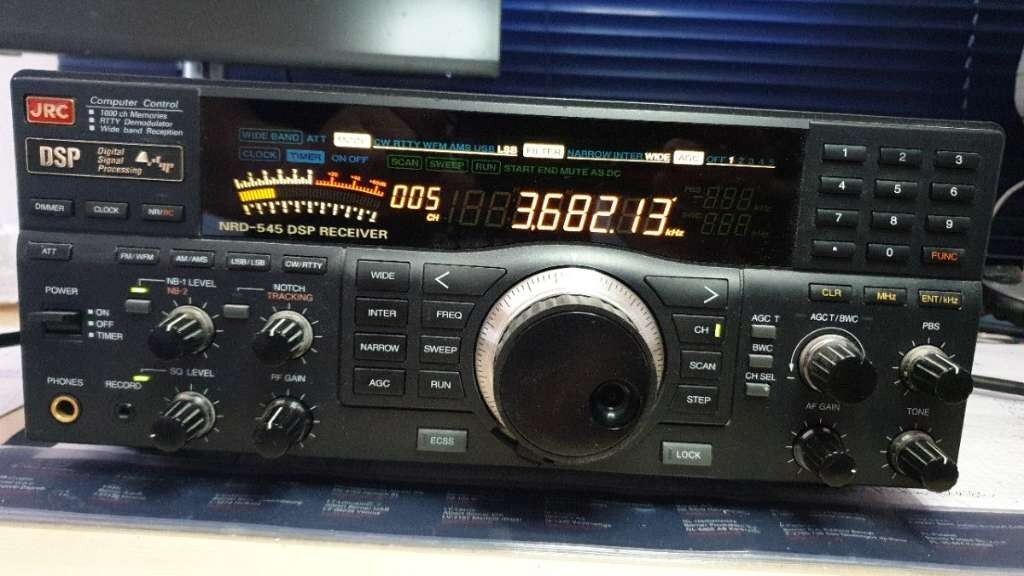 JRC
Computer Control
1000 ch Memories
RTTY Demodulator
Wide band Reception
DSP
Digital
Signal
Processing
DIMMER CLOCK NR/BC
WIDE BAND ATT MODE CW RTTY WFM AMS USB LSB FILTER NARROW INTER WIDE AGC OFF 1 2 3 4 5
CLOCK TIMER ON OFF SCAN SWEEP RUN START END MUTE AS DC
005 CH 3.682.13 kHz
NRD-545 DSP RECEIVER
1 2 3
4 5 6
7 8 9
* 0 FUNC
CLR MHz ENT/kHz
ATT FM/WFM AM/AMS USB/LSB CW/RTTY
POWER
ON
OFF
TIMER
NB-1 LEVEL
NB-2
NOTCH
TRACKING
PHONES RECORD
SQ LEVEL RF GAIN
WIDE < >
INTER FREQ CH
NARROW SWEEP SCAN
AGC RUN STEP
ECSS LOCK
AGC T
BWC
CH SEL
AGC T/BWC
PBS
AF GAIN TONE